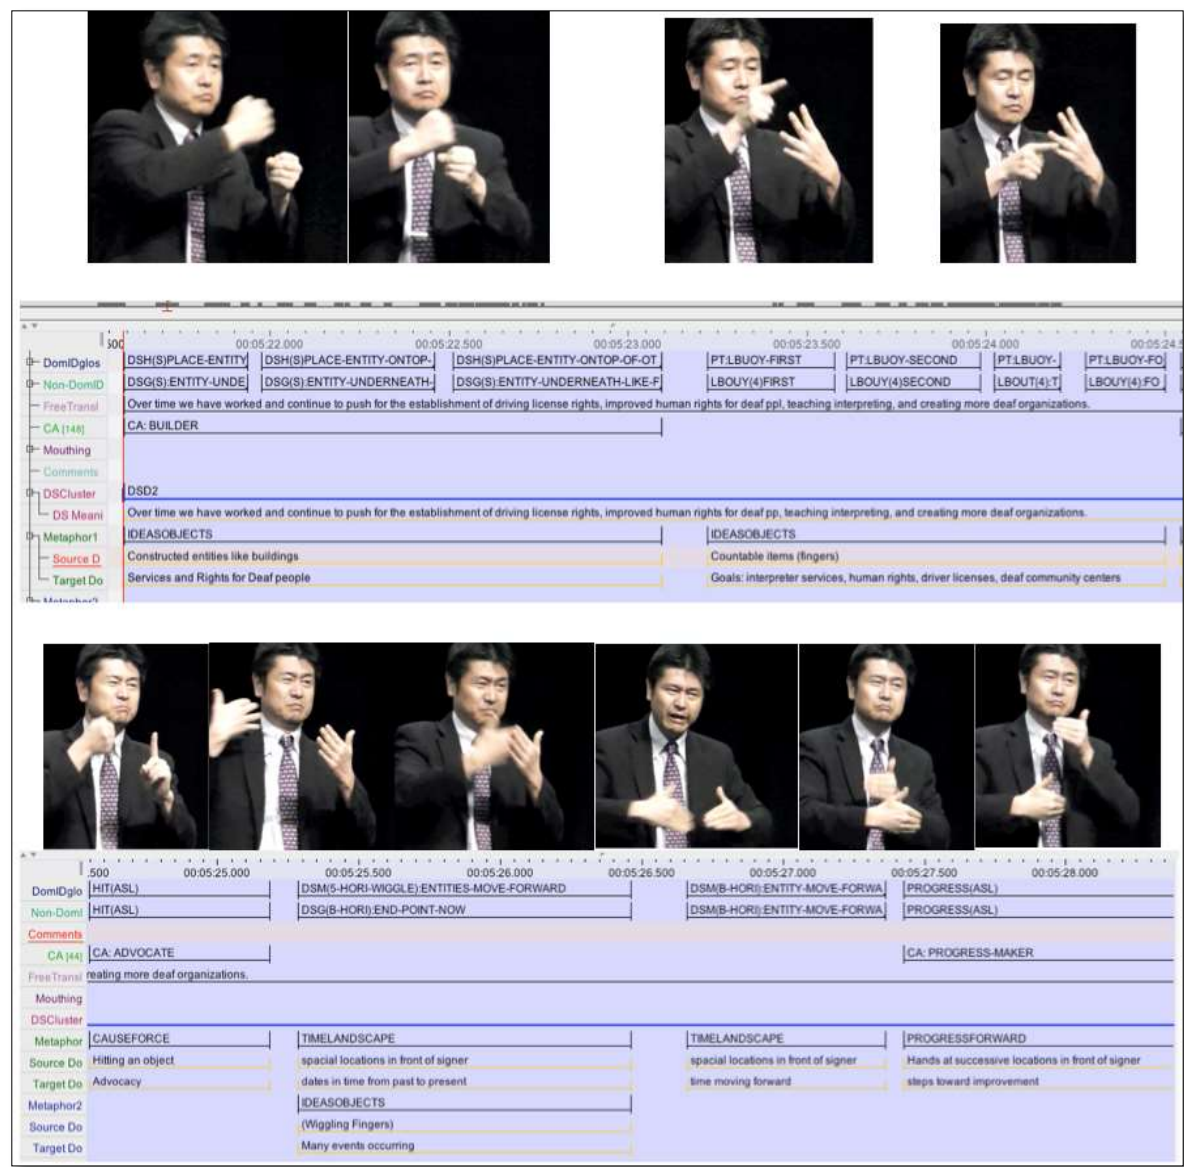 500 00:05:22.000 00:05:22.500 00:05:23.000 00:05:23.500 00:05:24.000 00:05:24.5
DomIDglos DSH(S)PLACE-ENTITY DSH(S)PLACE-ENTITY-ONTOP- DSH(S)PLACE-ENTITY-ONTOP-OF-OT PT:LBUOY-FIRST PT:LBUOY-SECOND PT:LBUOY- PT:LBUOY-FO
Non-DomID DSG(S):ENTITY-UNDE DSG(S):ENTITY-UNDERNEATH- DSG(S):ENTITY-UNDERNEATH-LIKE-F LBOUY(4)FIRST LBOUY(4)SECOND LBOUT(4):T LBOUY(4):FO
FreeTransl Over time we have worked and continue to push for the establishment of driving license rights, improved human rights for deaf ppl, teaching interpreting, and creating more deaf organizations.
CA [148] CA: BUILDER
Mouthing
Comments
DSCluster DSD2
DS Meani Over time we have worked and continue to push for the establishment of driving license rights, improved human rights for deaf pp, teaching interpreting, and creating more deaf organizations.
Metaphor1 IDEASOBJECTS IDEASOBJECTS
Source D Constructed entities like buildings Countable items (fingers)
Target Do Services and Rights for Deaf people Goals: interpreter services, human rights, driver licenses, deaf community centers
.500 00:05:25.000 00:05:25.500 00:05:26.000 00:05:26.500 00:05:27.000 00:05:27.500 00:05:28.000
DomIDglo HIT(ASL) DSM(5-HORI-WIGGLE):ENTITIES-MOVE-FORWARD DSM(B-HORI):ENTITY-MOVE-FORWA PROGRESS(ASL)
Non-DomI HIT(ASL) DSG(B-HORI):END-POINT-NOW DSM(B-HORI):ENTITY-MOVE-FORWA PROGRESS(ASL)
Comments
CA [44] CA: ADVOCATE CA: PROGRESS-MAKER
FreeTransl reating more deaf organizations.
Mouthing
DSCluster
Metaphor CAUSEFORCE TIMELANDSCAPE TIMELANDSCAPE PROGRESSFORWARD
Source Do Hitting an object spacial locations in front of signer spacial locations in front of signer Hands at successive locations in front of signer
Target Do Advocacy dates in time from past to present time moving forward steps toward improvement
Metaphor2 IDEASOBJECTS
Source Do (Wiggling Fingers)
Target Do Many events occurring